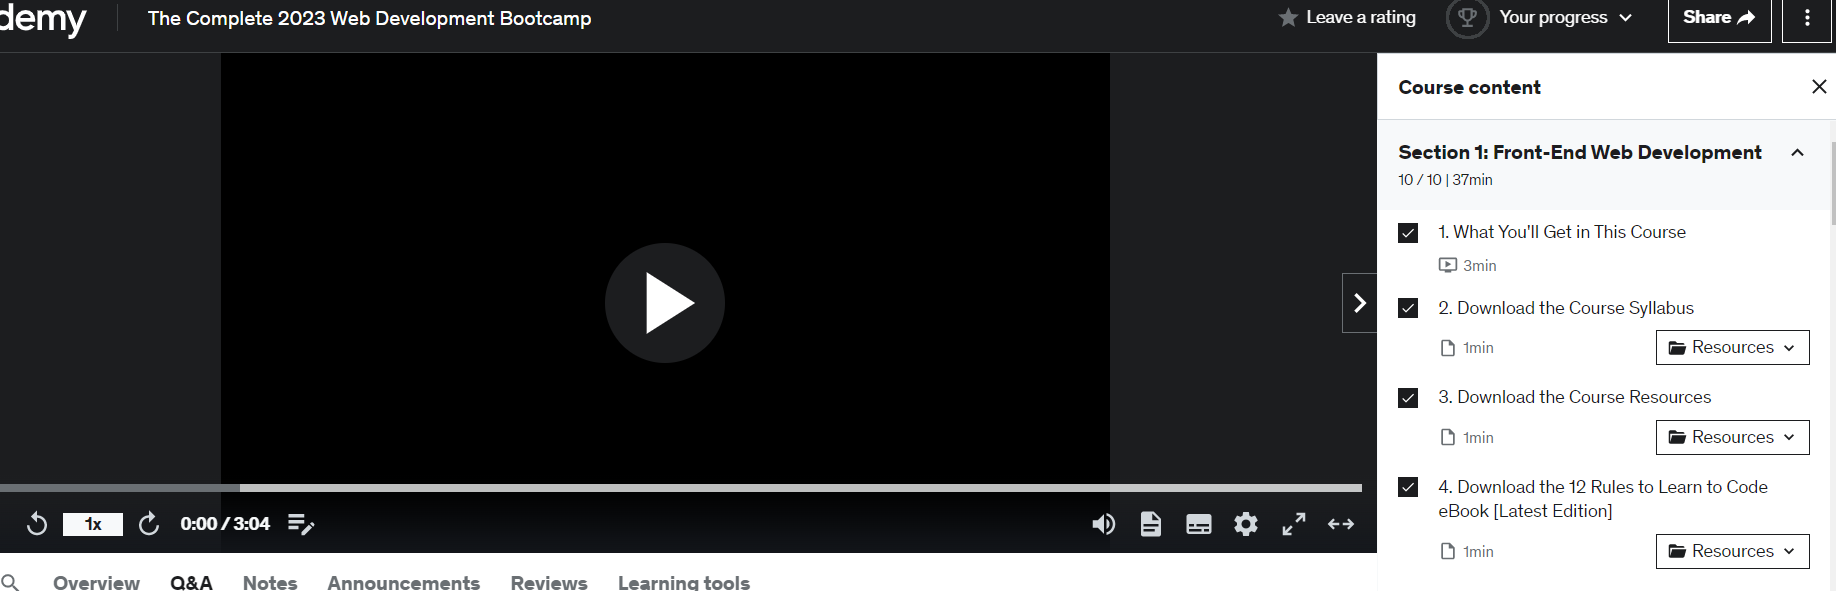 demy
The Complete 2023 Web Development Bootcamp
Leave a rating
Your progress
Share
Course content
Section 1: Front-End Web Development
10 / 10 | 37min
1. What You'll Get in This Course
3min
2. Download the Course Syllabus
1min
Resources
3. Download the Course Resources
1min
Resources
4. Download the 12 Rules to Learn to Code
eBook [Latest Edition]
1min
Resources
1x
0:00 / 3:04
Overview
Q&A
Notes
Announcements
Reviews
Learning tools